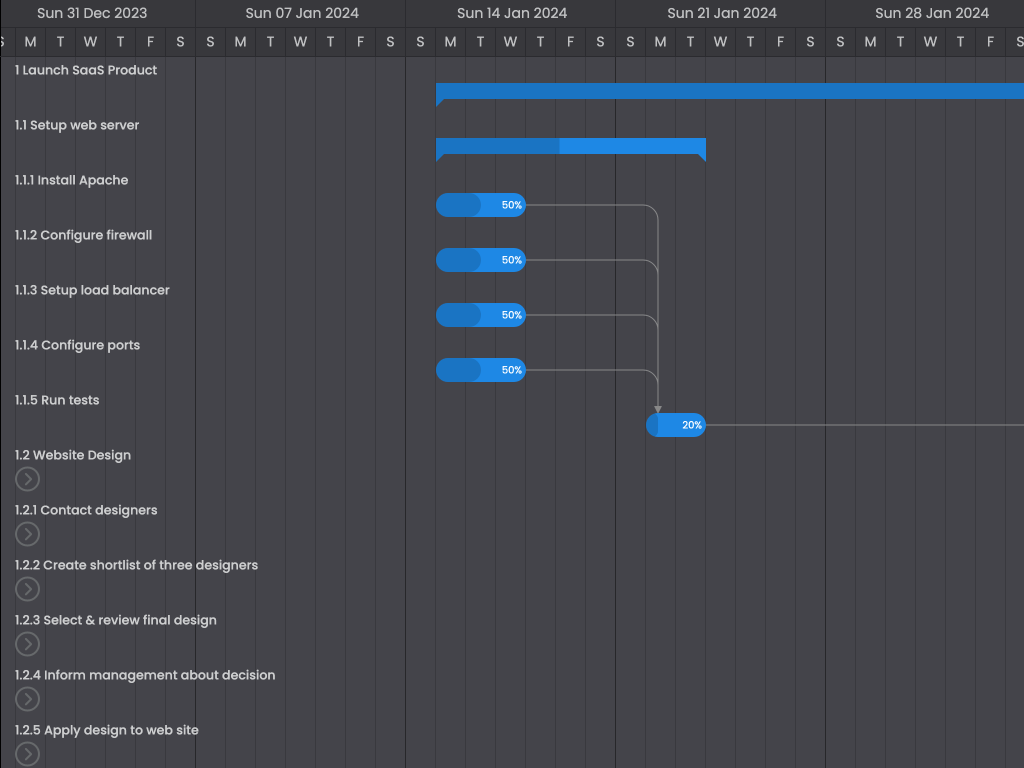 Sun 31 Dec 2023 Sun 07 Jan 2024 Sun 14 Jan 2024 Sun 21 Jan 2024 Sun 28 Jan 2024
S M T W T F S S M T W T F S S M T W T F S S M T W T F S S M T W T F S
1 Launch SaaS Product
1.1 Setup web server
1.1.1 Install Apache
50%
1.1.2 Configure firewall
50%
1.1.3 Setup load balancer
50%
1.1.4 Configure ports
50%
1.1.5 Run tests
20%
1.2 Website Design
1.2.1 Contact designers
1.2.2 Create shortlist of three designers
1.2.3 Select & review final design
1.2.4 Inform management about decision
1.2.5 Apply design to web site